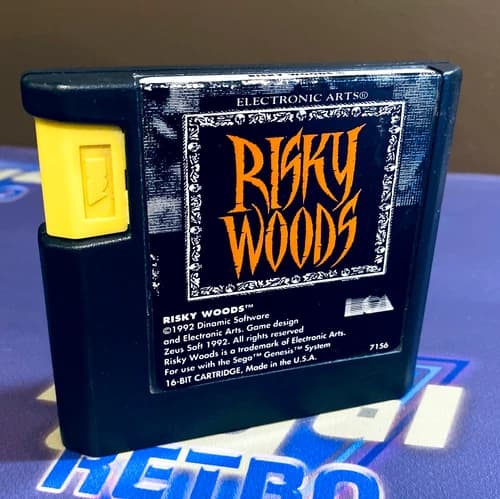 ELECTRONIC ARTS®
RISKY
WOODS
EA
RISKY WOODS™
©1992 Dinamic Software
and Electronic Arts. Game design
Zeus Soft 1992. All rights reserved
Risky Woods is a trademark of Electronic Arts.
For use with the Sega™ Genesis™ System
16-BIT CARTRIDGE, Made in the U.S.A.
7156
RETRO